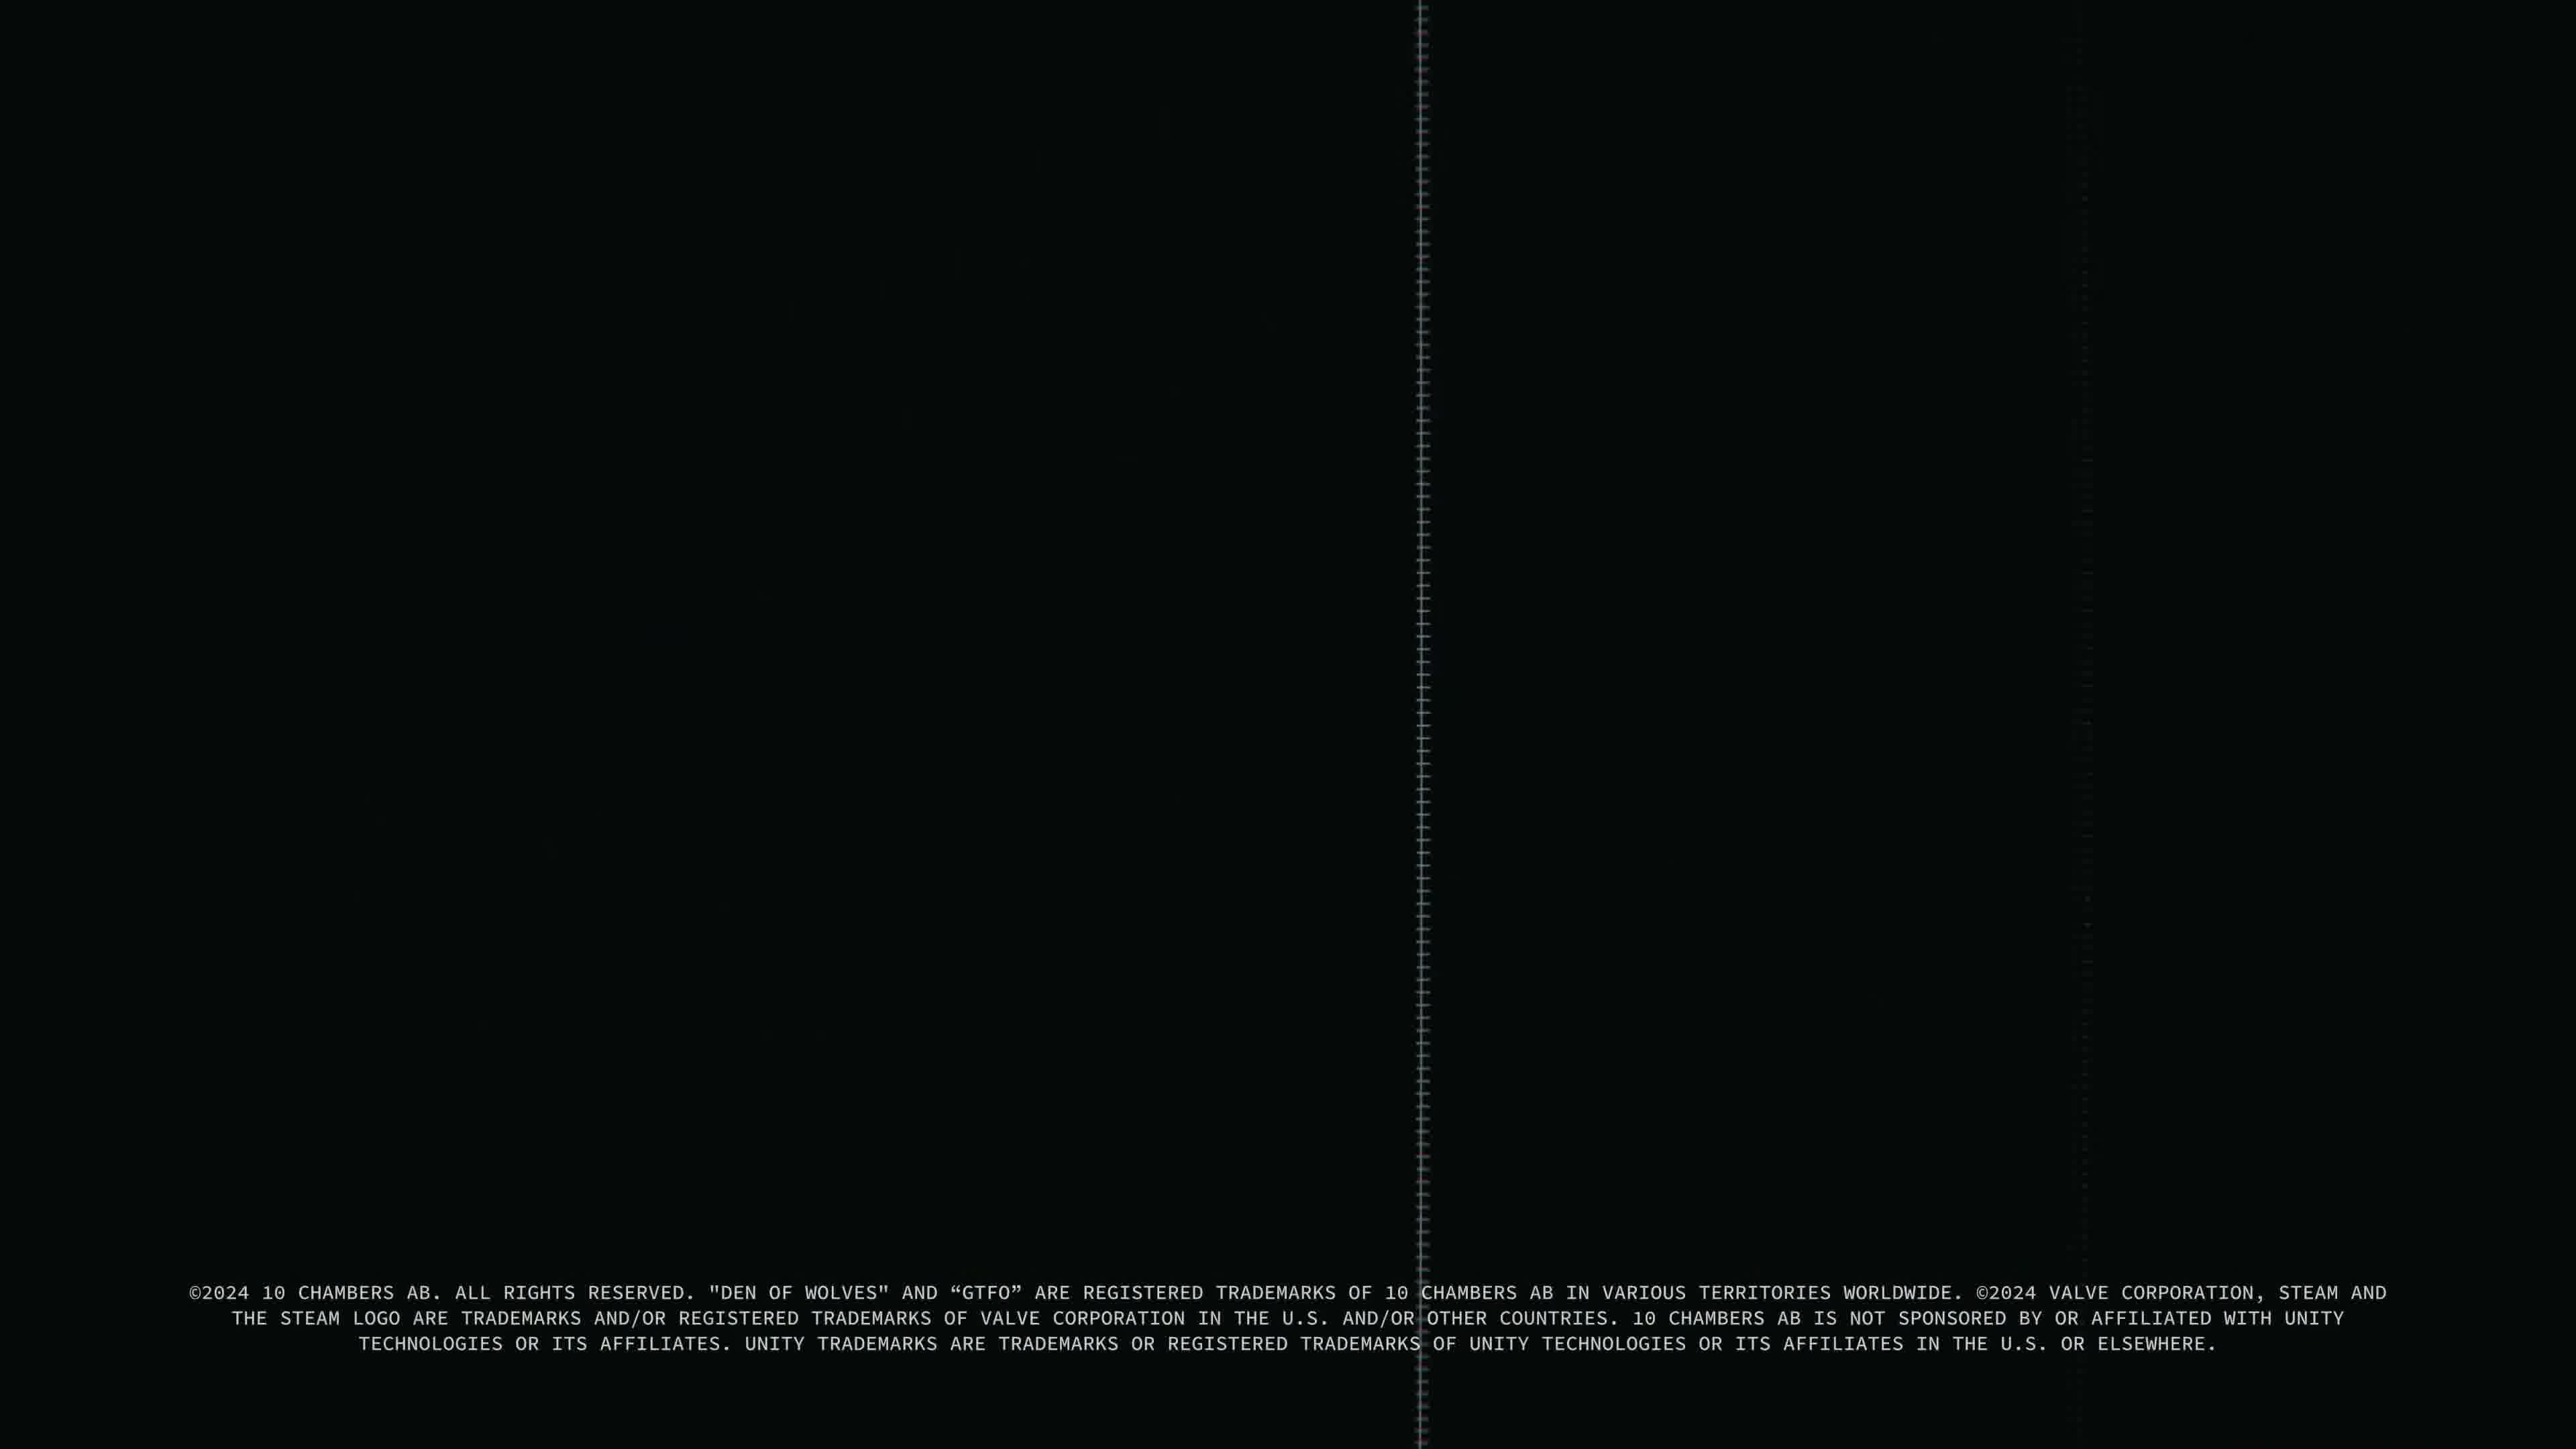 ©2024 10 CHAMBERS AB. ALL RIGHTS RESERVED. "DEN OF WOLVES" AND “GTFO” ARE REGISTERED TRADEMARKS OF 10 CHAMBERS AB IN VARIOUS TERRITORIES WORLDWIDE. ©2024 VALVE CORPORATION, STEAM AND
THE STEAM LOGO ARE TRADEMARKS AND/OR REGISTERED TRADEMARKS OF VALVE CORPORATION IN THE U.S. AND/OR OTHER COUNTRIES. 10 CHAMBERS AB IS NOT SPONSORED BY OR AFFILIATED WITH UNITY
TECHNOLOGIES OR ITS AFFILIATES. UNITY TRADEMARKS ARE TRADEMARKS OR REGISTERED TRADEMARKS OF UNITY TECHNOLOGIES OR ITS AFFILIATES IN THE U.S. OR ELSEWHERE.